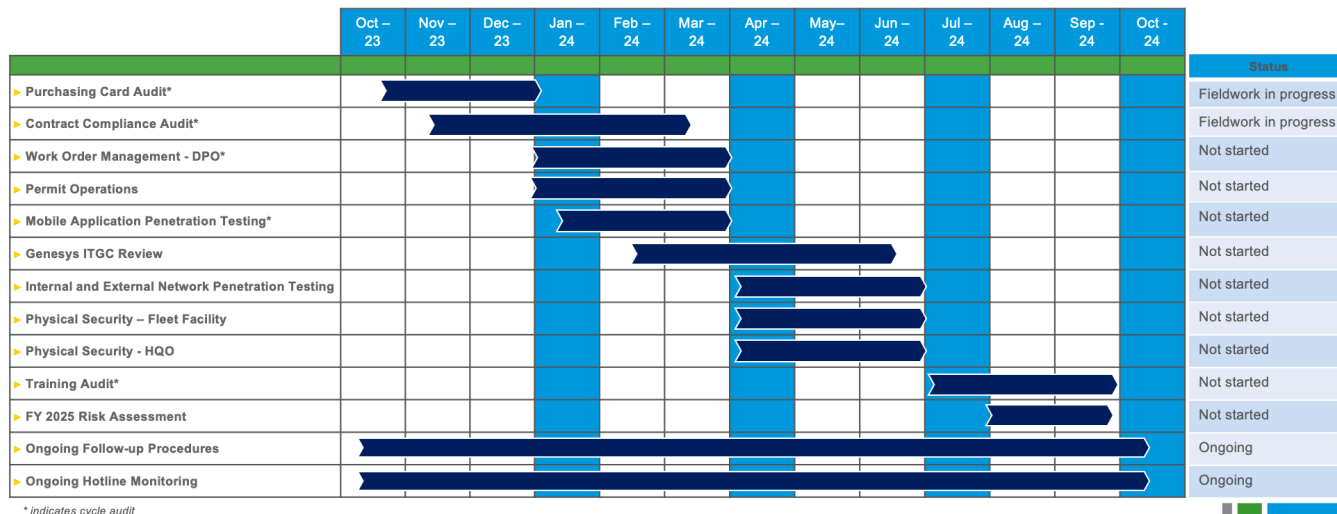 Oct – Nov – Dec – Jan – Feb – Mar – Apr – May– Jun – Jul – Aug – Sep - Oct -
23 23 23 24 24 24 24 24 24 24 24 24 24
Status
Purchasing Card Audit* Fieldwork in progress
Contract Compliance Audit* Fieldwork in progress
Work Order Management - DPO* Not started
Permit Operations Not started
Mobile Application Penetration Testing* Not started
Genesys ITGC Review Not started
Internal and External Network Penetration Testing Not started
Physical Security – Fleet Facility Not started
Physical Security - HQO Not started
Training Audit* Not started
FY 2025 Risk Assessment Not started
Ongoing Follow-up Procedures Ongoing
Ongoing Hotline Monitoring Ongoing
* indicates cycle audit